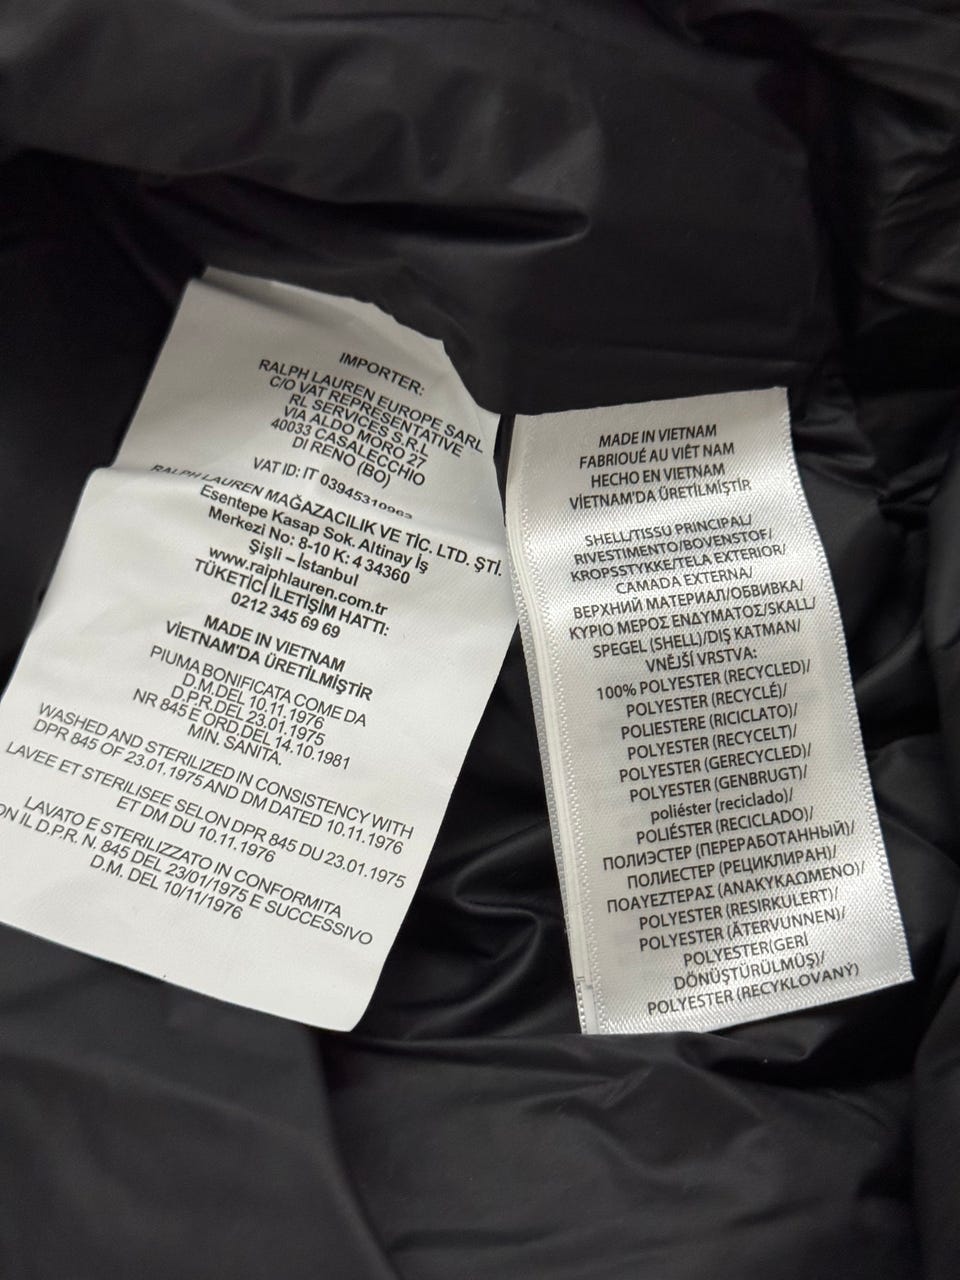 IMPORTER:
RALPH LAUREN EUROPE SARL
C/O VAT REPRESENTATIVE
RL SERVICES S.R.L
VIA ALDO MORO 27
40033 CASALECCHIO
DI RENO (BO)
VAT ID: IT 03945310963
RALPH LAUREN MAĞAZACILIK VE TİC. LTD. ŞTİ.
Esentepe Kasap Sok. Altinay İş
Merkezi No: 8-10 K: 4 34360
Şişli – İstanbul
www.ralphlauren.com.tr
TÜKETİCİ İLETİŞİM HATTI:
0212 345 69 69
MADE IN VIETNAM
VİETNAM'DA ÜRETİLMİŞTİR
PIUMA BONIFICATA COME DA
D.M.DEL 10.11.1976
D.P.R.DEL 23.01.1975
NR 845 E ORD.DEL 14.10.1981
MIN. SANITA.
WASHED AND STERILIZED IN CONSISTENCY WITH
DPR 845 OF 23.01.1975 AND DM DATED 10.11.1976
LAVEE ET STERILISEE SELON DPR 845 DU 23.01.1975
ET DM DU 10.11.1976
LAVATO E STERILIZZATO IN CONFORMITA
ON IL D.P.R. N. 845 DEL 23/01/1975 E SUCCESSIVO
D.M. DEL 10/11/1976
MADE IN VIETNAM
FABRIQUÉ AU VIÊT NAM
HECHO EN VIETNAM
VİETNAM'DA ÜRETİLMİŞTİR
SHELL/TISSU PRINCIPAL/
RIVESTIMENTO/BOVENSTOF/
KROPSSTYKKE/TELA EXTERIOR/
CAMADA EXTERNA/
ВЕРХНИЙ МАТЕРИАЛ/ОБВИВКА/
ΚΥΡΙΟ ΜΕΡΟΣ ΕΝΔΥΜΑΤΟΣ/SKALL/
SPEGEL (SHELL)/DIŞ KATMAN/
VNĚJŠÍ VRSTVA:
100% POLYESTER (RECYCLED)/
POLYESTER (RECYCLÉ)/
POLIESTERE (RICICLATO)/
POLYESTER (RECYCELT)/
POLYESTER (GERECYCLED)/
POLYESTER (GENBRUGT)/
poliéster (reciclado)/
POLIÉSTER (RECICLADO)/
ПОЛИЭСТЕР (ПЕРЕРАБОТАННЫЙ)/
ПОЛИЕСТЕР (РЕЦИКЛИРАН)/
ΠΟΛΥΕΖΤΕΡΑΣ (ΑΝΑΚΥΚΛΩΜΕΝΟ)/
POLYESTER (RESIRKULERT)/
POLYESTER (ÅTERVUNNEN)/
POLYESTER(GERİ
DÖNÜŞTÜRÜLMÜŞ)/
POLYESTER (RECYKLOVANÝ)